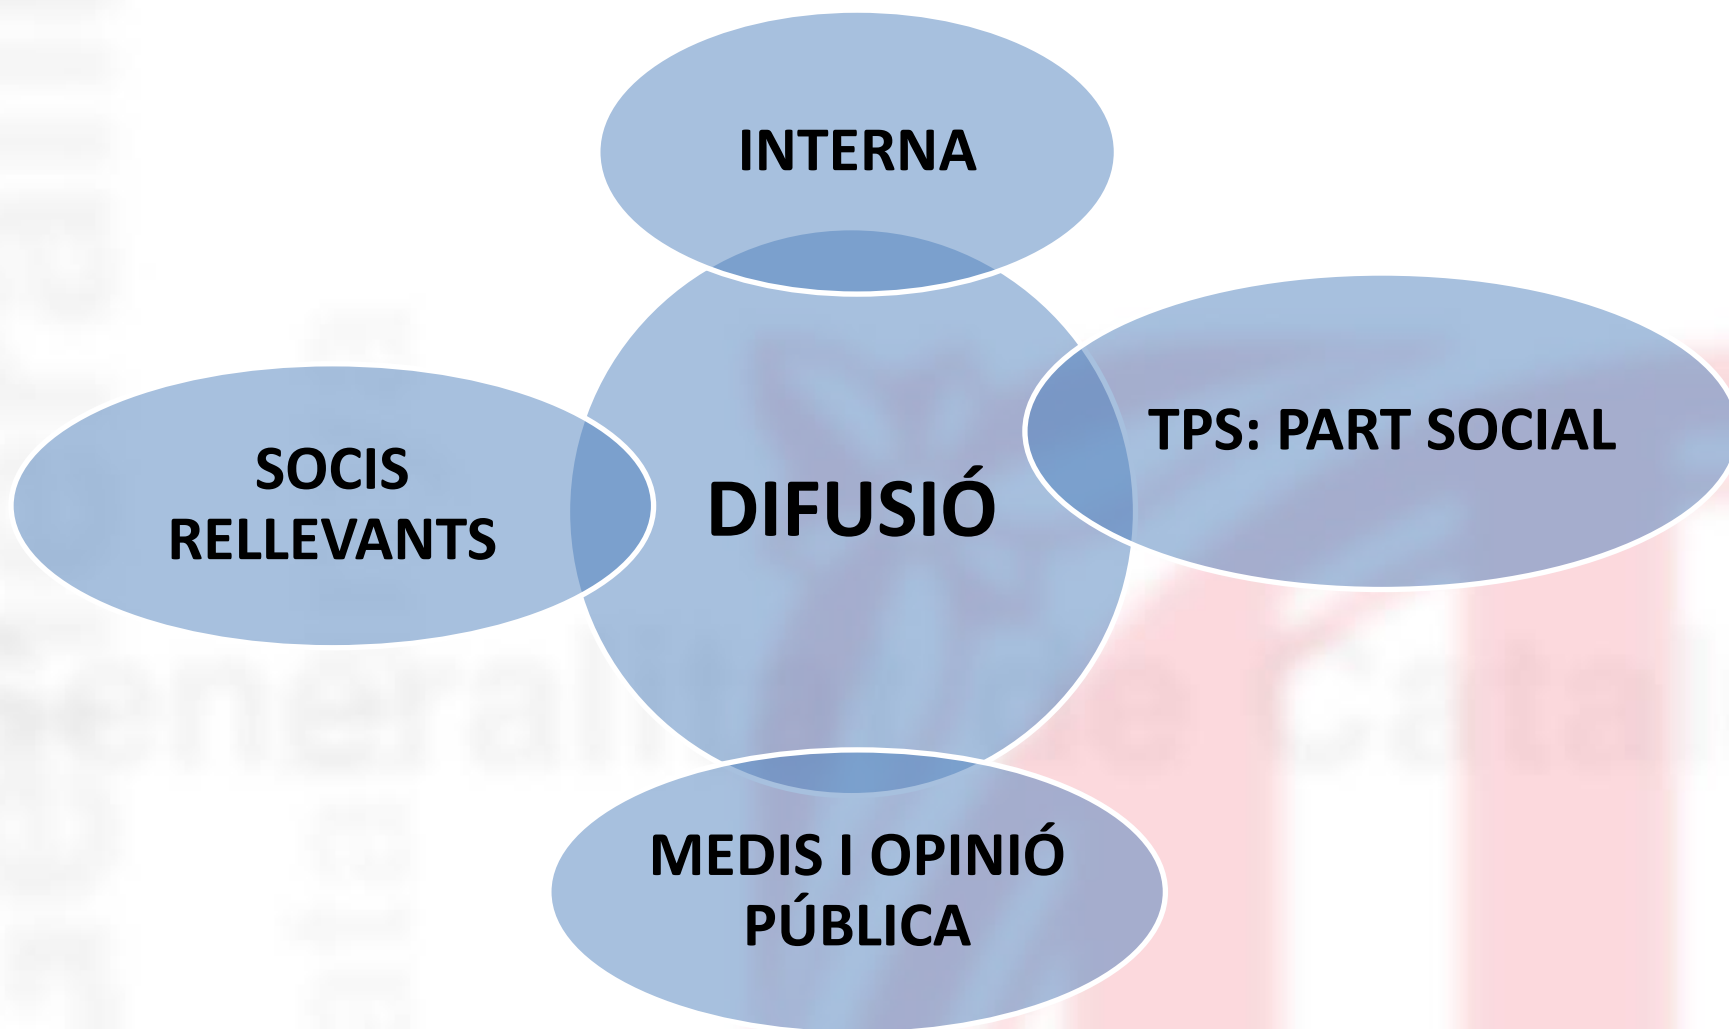 INTERNA
TPS: PART SOCIAL
SOCIS
RELLEVANTS
DIFUSIÓ
MEDIS I OPINIÓ
PÚBLICA